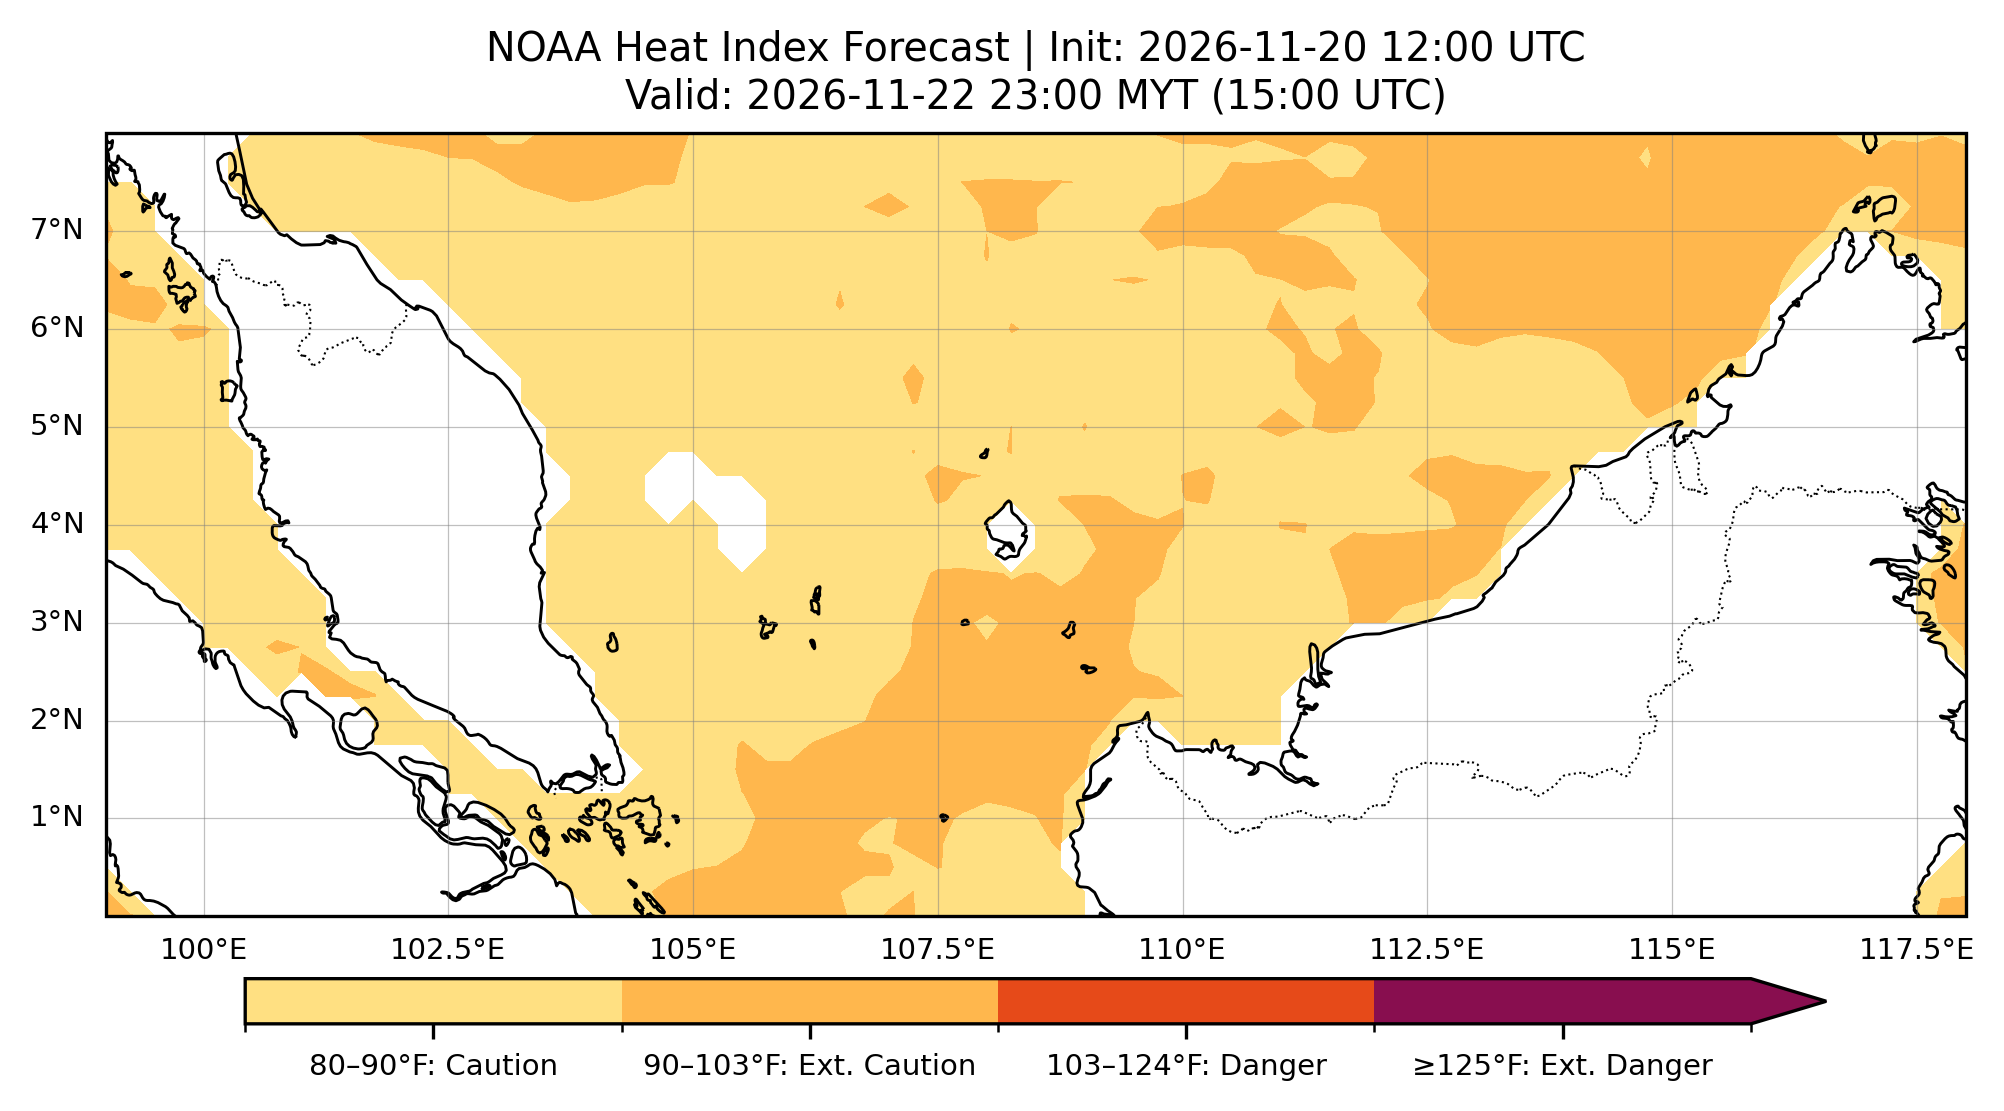 NOAA Heat Index Forecast | Init: 2026-11-20 12:00 UTC
Valid: 2026-11-22 23:00 MYT (15:00 UTC)
7°N
6°N
5°N
4°N
3°N
2°N
1°N
100°E 102.5°E 105°E 107.5°E 110°E 112.5°E 115°E 117.5°E
80–90°F: Caution 90–103°F: Ext. Caution 103–124°F: Danger ≥125°F: Ext. Danger